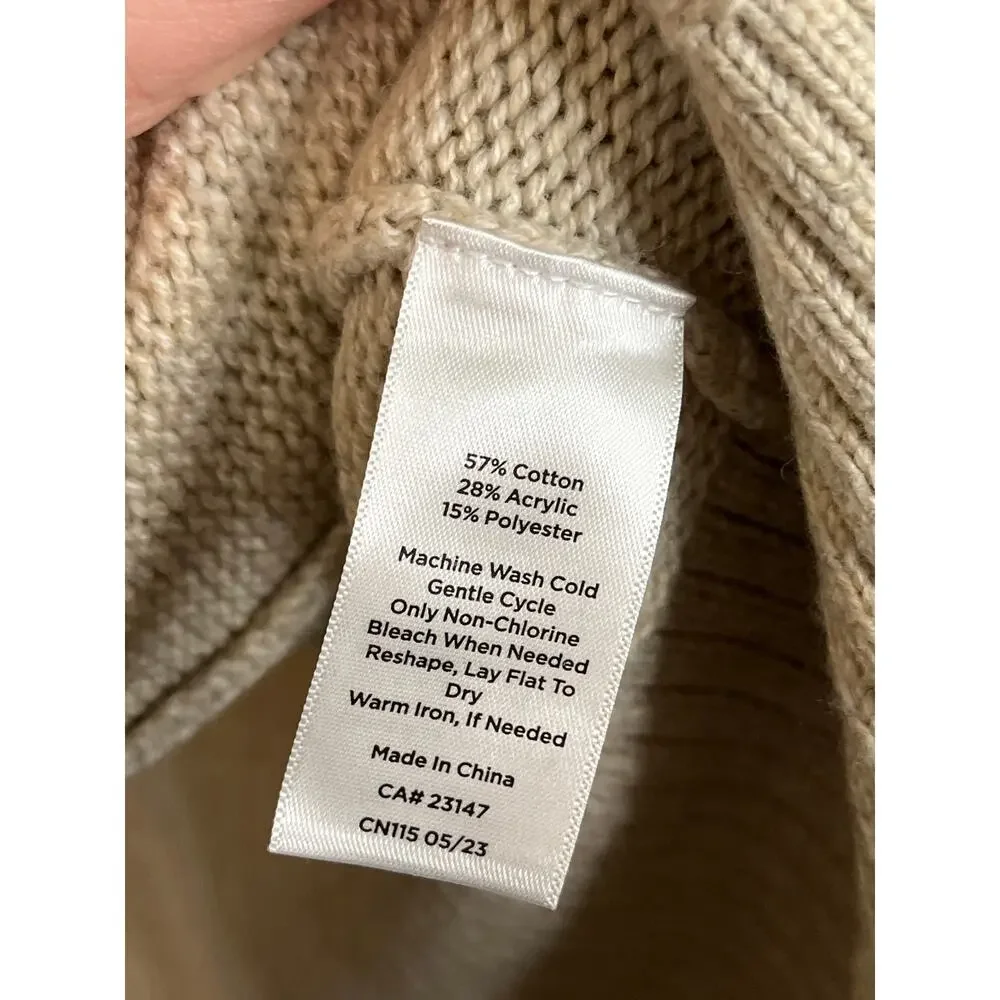 57% Cotton
28% Acrylic
15% Polyester
Machine Wash Cold
Gentle Cycle
Only Non-Chlorine
Bleach When Needed
Reshape, Lay Flat To
Dry
Warm Iron, If Needed
Made In China
CA# 23147
CN115 05/23